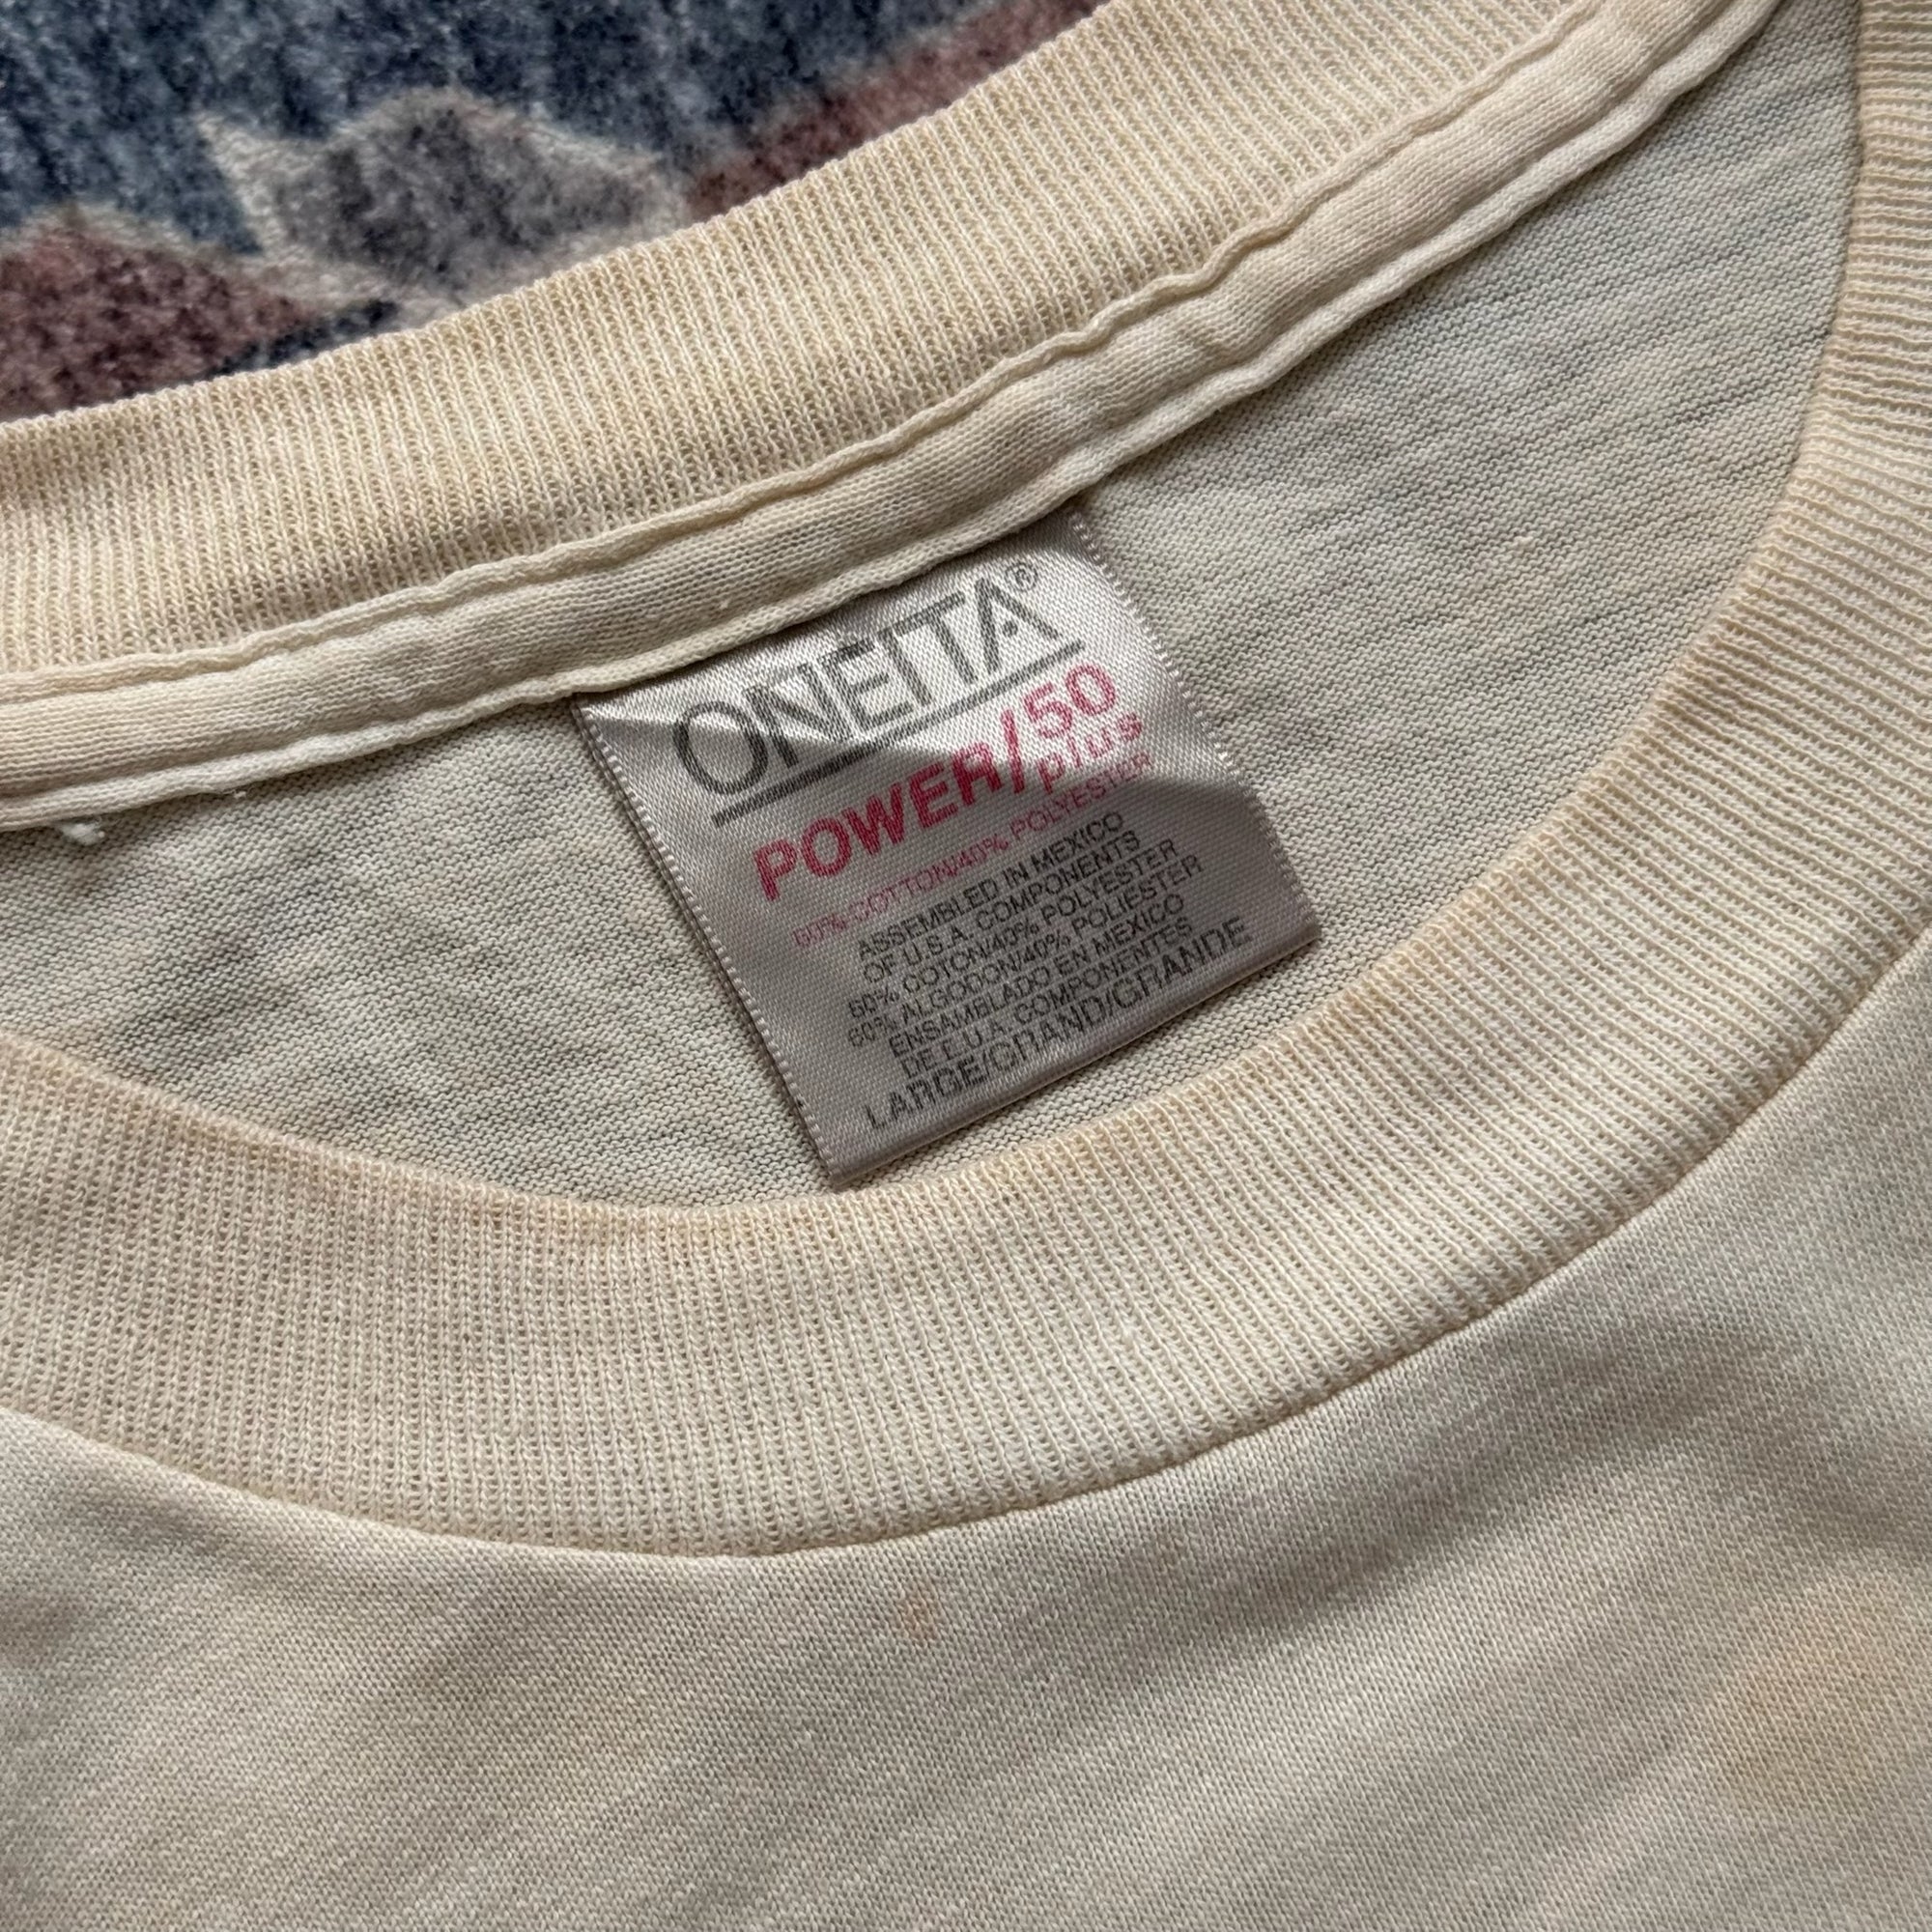 ONEITA®
POWER/50
plus
60% COTTON/40% POLYESTER
ASSEMBLED IN MEXICO
OF U.S.A. COMPONENTS
60% COTON/40% POLYESTER
60% ALGODON/40% POLIESTER
ENSAMBLADO EN MEXICO
DE E.U.A. COMPONENTES
LARGE/GRAND/GRANDE